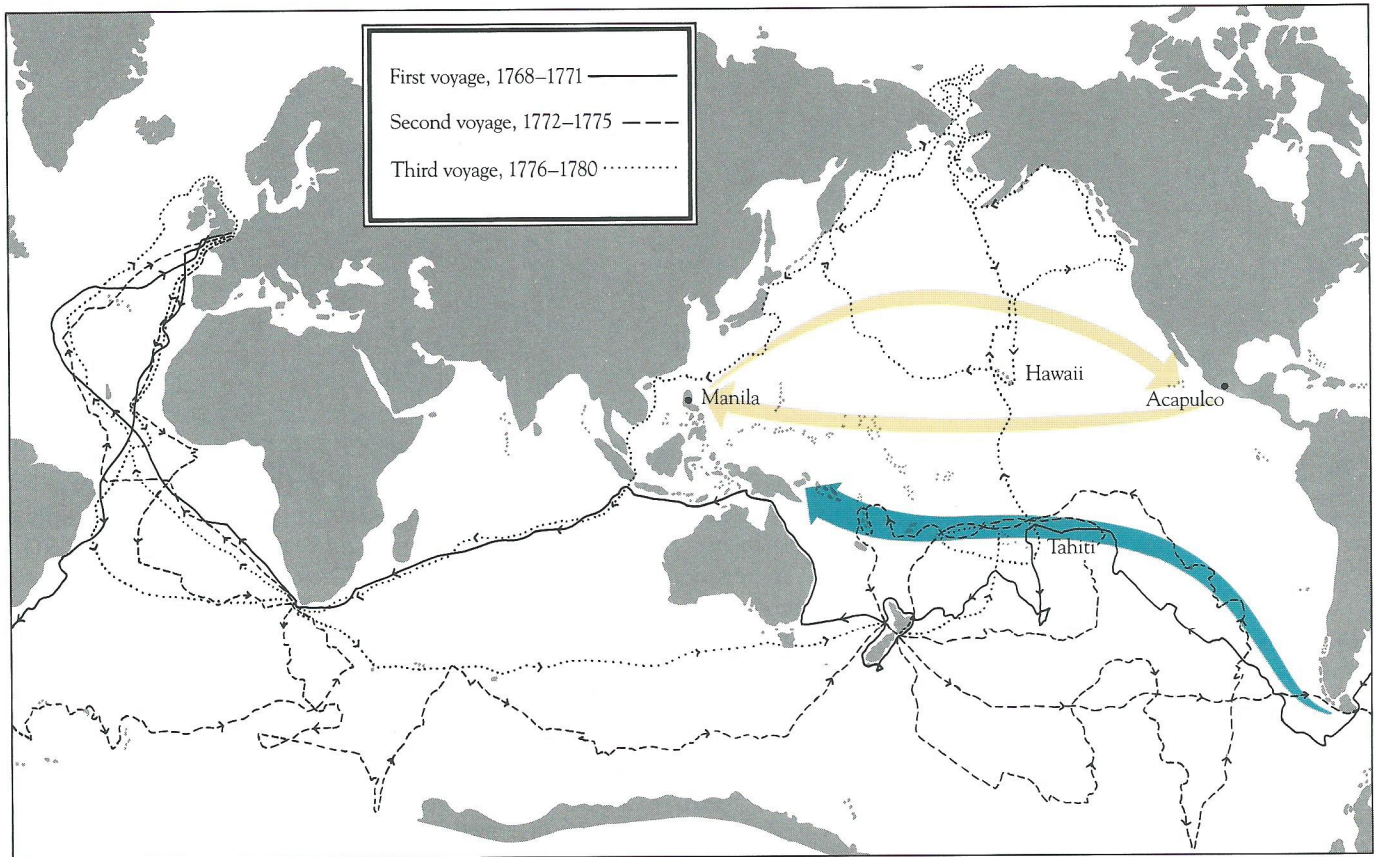 First voyage, 1768–1771
Second voyage, 1772–1775
Third voyage, 1776–1780
Hawaii
Manila
Acapulco
Tahiti